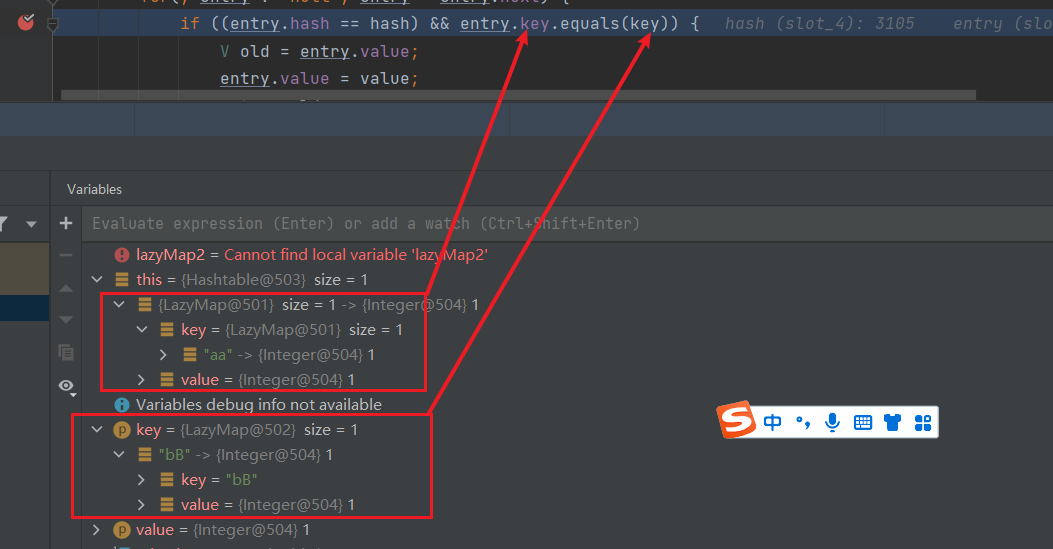 if ((entry.hash == hash) && entry.key.equals(key)) { hash (slot_4): 3105 entry (slo
V old = entry.value;
entry.value = value;
Variables
Evaluate expression (Enter) or add a watch (Ctrl+Shift+Enter)
lazyMap2 = Cannot find local variable 'lazyMap2'
this = {Hashtable@503} size = 1
{LazyMap@501} size = 1 -> {Integer@504} 1
key = {LazyMap@501} size = 1
"aa" -> {Integer@504} 1
value = {Integer@504} 1
Variables debug info not available
key = {LazyMap@502} size = 1
"bB" -> {Integer@504} 1
key = "bB"
value = {Integer@504} 1
value = {Integer@504} 1
S 中 °,